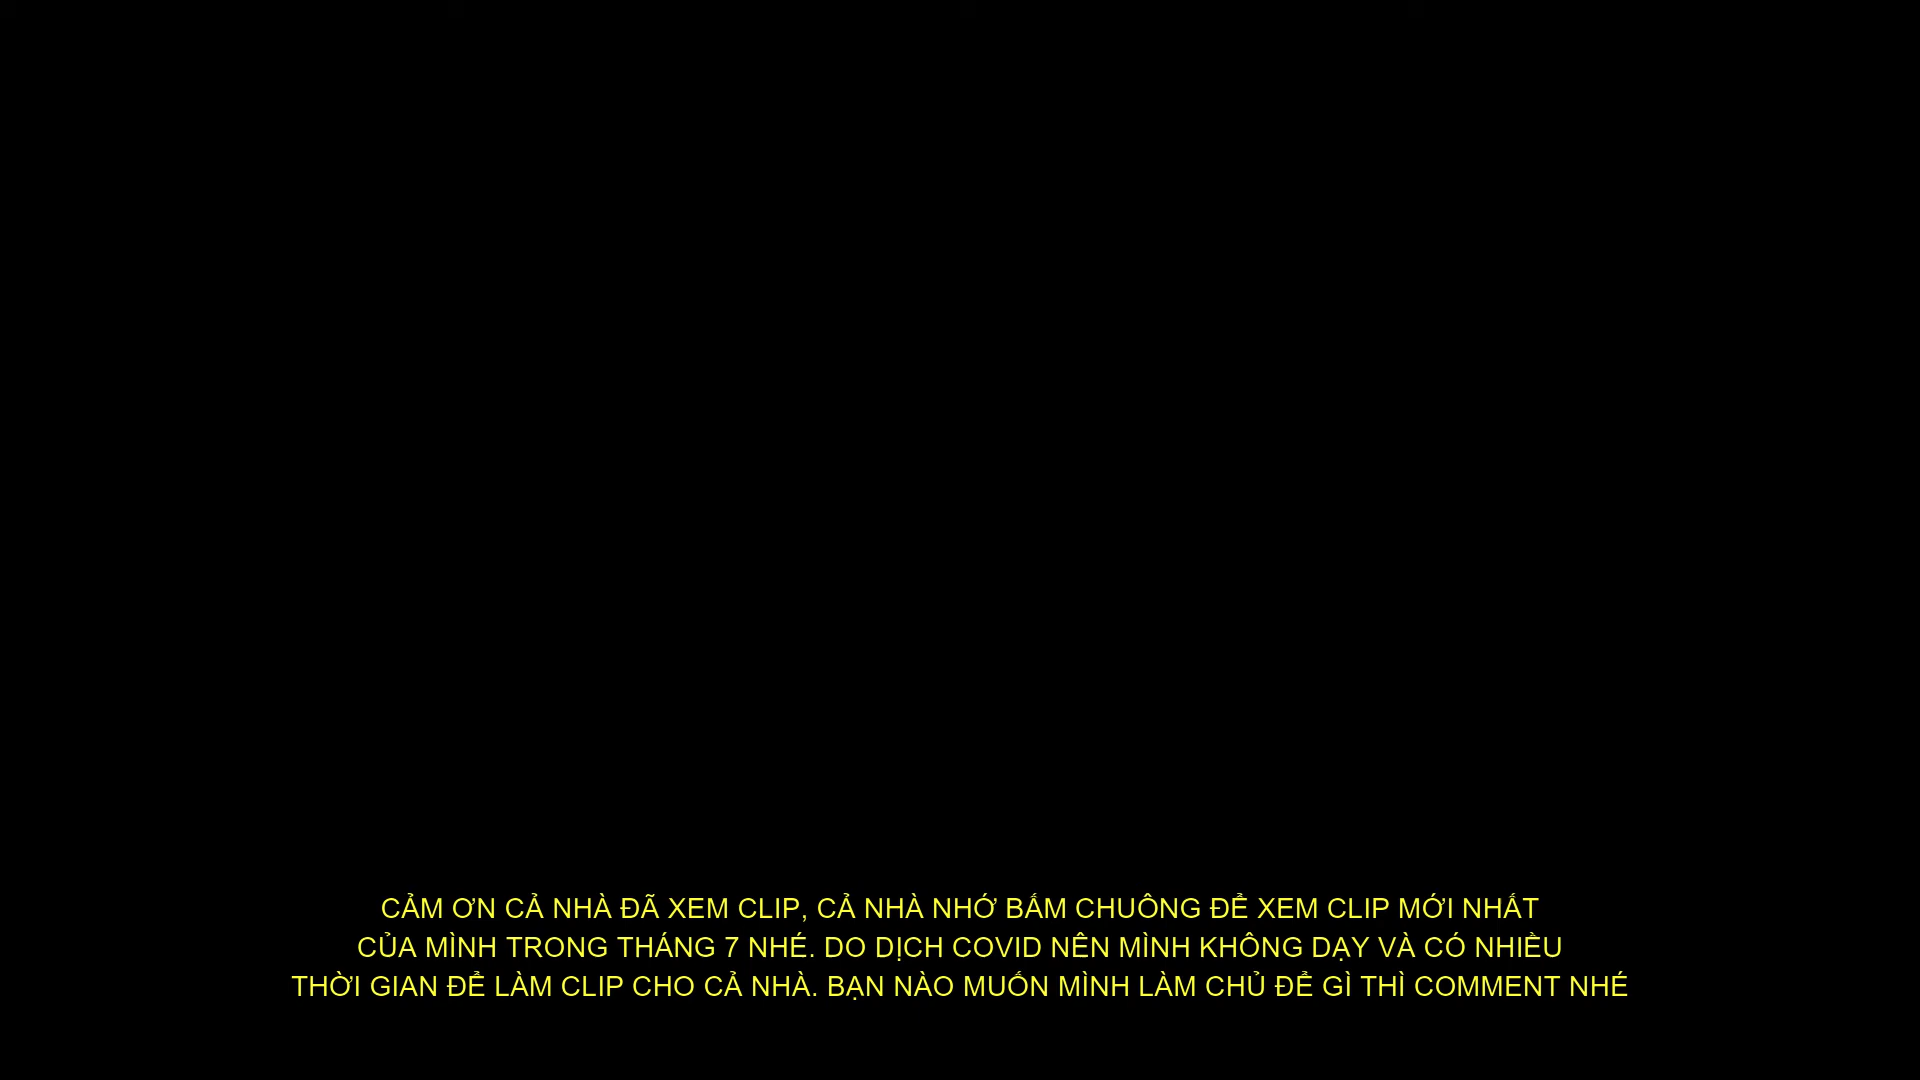 CẢM ƠN CẢ NHÀ ĐÃ XEM CLIP, CẢ NHÀ NHỚ BẤM CHUÔNG ĐỂ XEM CLIP MỚI NHẤT
CỦA MÌNH TRONG THÁNG 7 NHÉ. DO DỊCH COVID NÊN MÌNH KHÔNG DẠY VÀ CÓ NHIỀU
THỜI GIAN ĐỂ LÀM CLIP CHO CẢ NHÀ. BẠN NÀO MUỐN MÌNH LÀM CHỦ ĐỂ GÌ THÌ COMMENT NHÉ